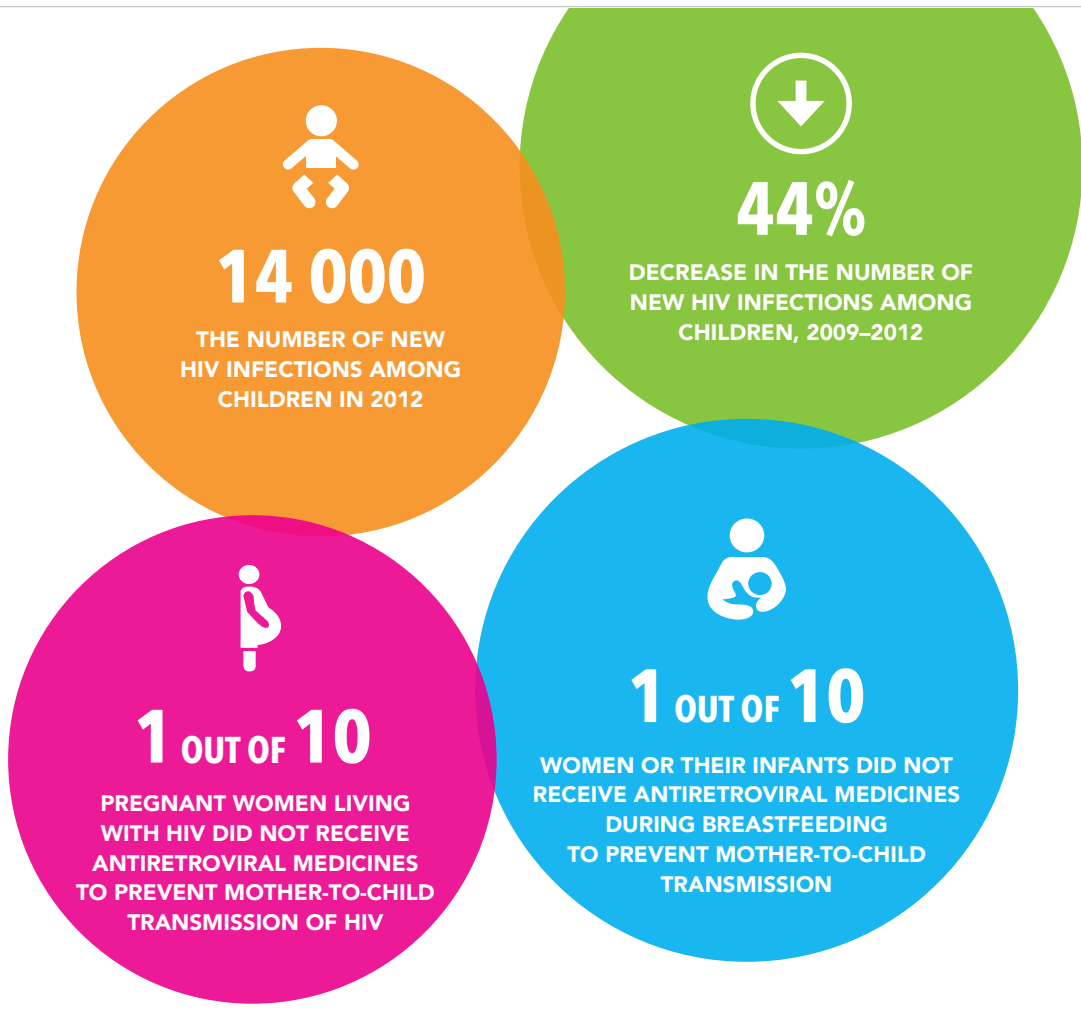 14 000
THE NUMBER OF NEW
HIV INFECTIONS AMONG
CHILDREN IN 2012
44%
DECREASE IN THE NUMBER OF
NEW HIV INFECTIONS AMONG
CHILDREN, 2009–2012
1 OUT OF 10
PREGNANT WOMEN LIVING
WITH HIV DID NOT RECEIVE
ANTIRETROVIRAL MEDICINES
TO PREVENT MOTHER-TO-CHILD
TRANSMISSION OF HIV
1 OUT OF 10
WOMEN OR THEIR INFANTS DID NOT
RECEIVE ANTIRETROVIRAL MEDICINES
DURING BREASTFEEDING
TO PREVENT MOTHER-TO-CHILD
TRANSMISSION